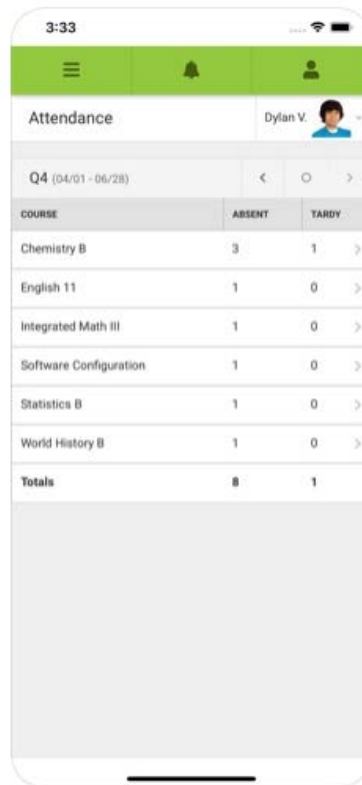 3:33
Attendance Dylan V.
Q4 (04/01 - 06/28)
COURSE ABSENT TARDY
Chemistry B 3 1
English 11 1 0
Integrated Math III 1 0
Software Configuration 1 0
Statistics B 1 0
World History B 1 0
Totals 8 1